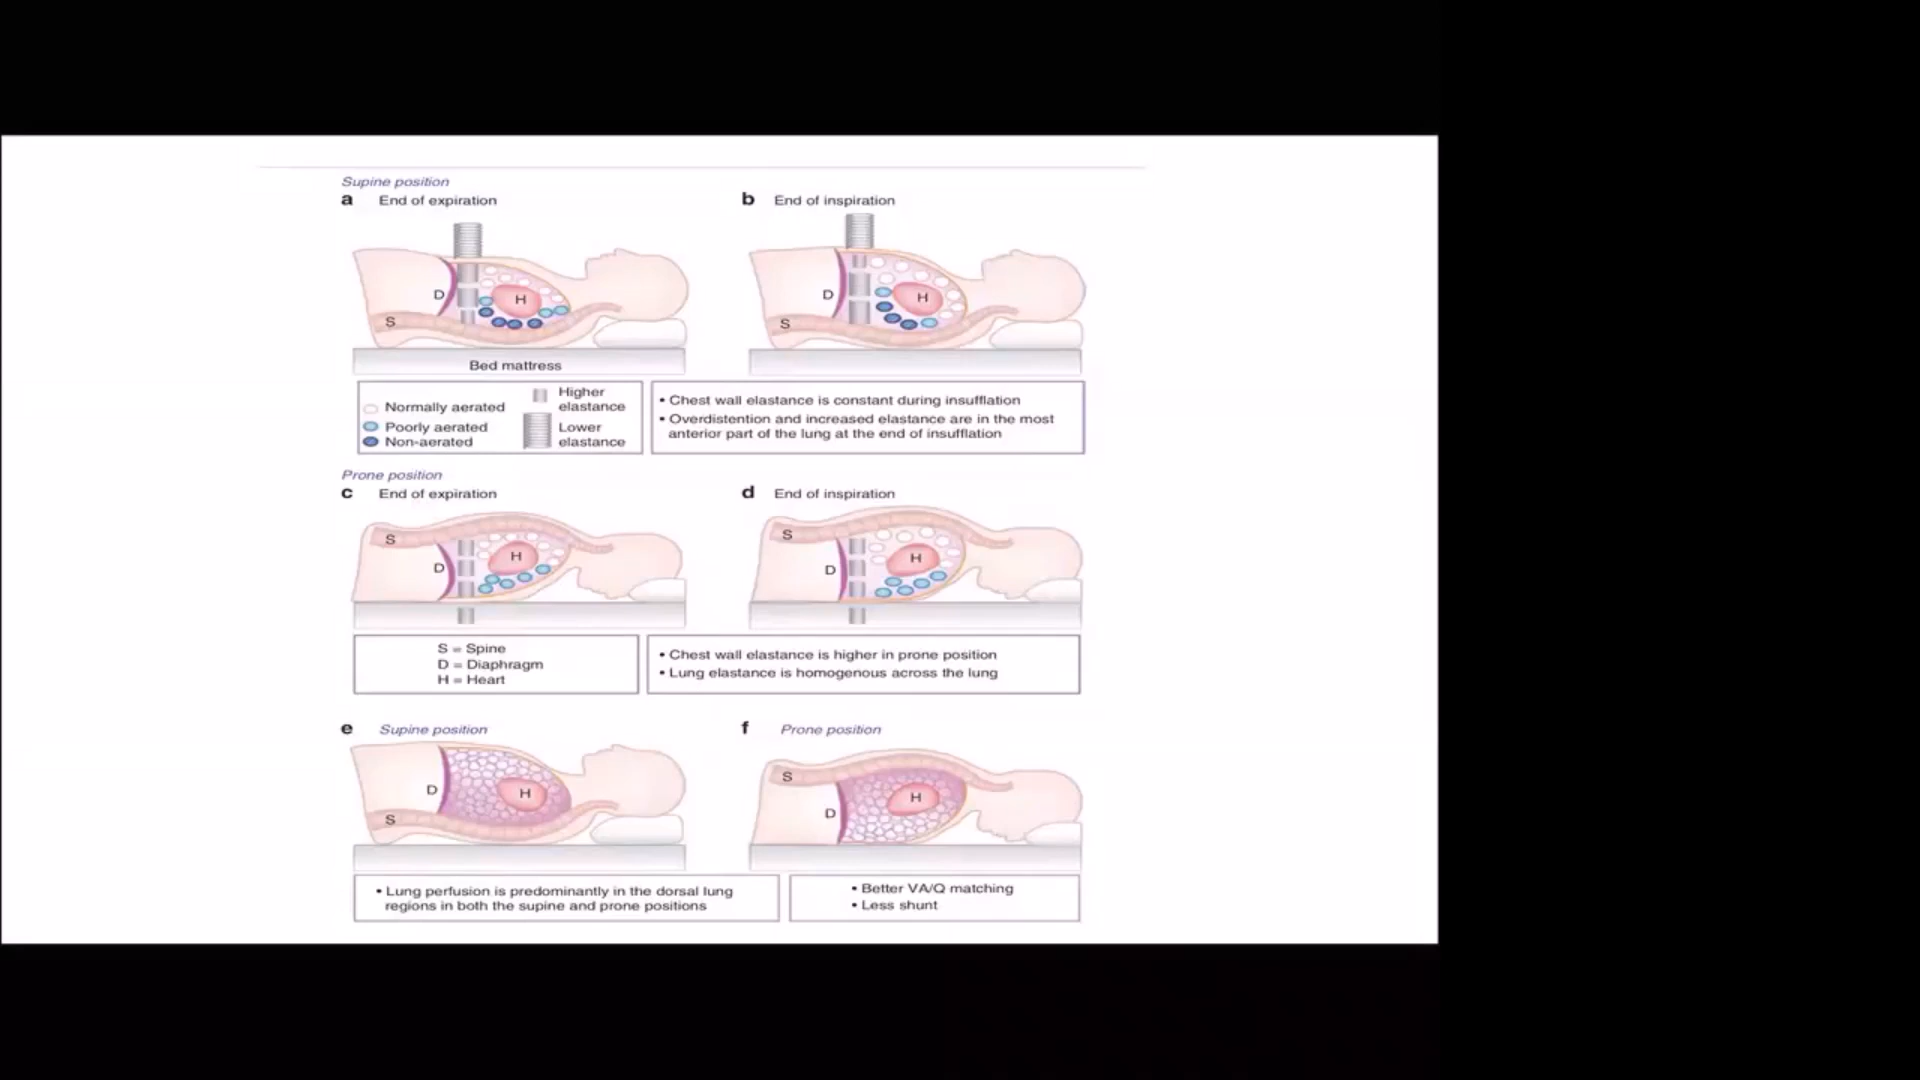 Supine position
a End of expiration
b End of inspiration
D
H
S
D
H
S
Bed mattress
Normally aerated
Poorly aerated
Non-aerated
Higher
elastance
Lower
elastance
• Chest wall elastance is constant during insufflation
• Overdistention and increased elastance are in the most
anterior part of the lung at the end of insufflation
Prone position
c End of expiration
d End of inspiration
S
H
D
S
H
D
S = Spine
D = Diaphragm
H = Heart
• Chest wall elastance is higher in prone position
• Lung elastance is homogenous across the lung
e Supine position
f Prone position
D
H
S
S
H
D
• Lung perfusion is predominantly in the dorsal lung
regions in both the supine and prone positions
• Better VA/Q matching
• Less shunt